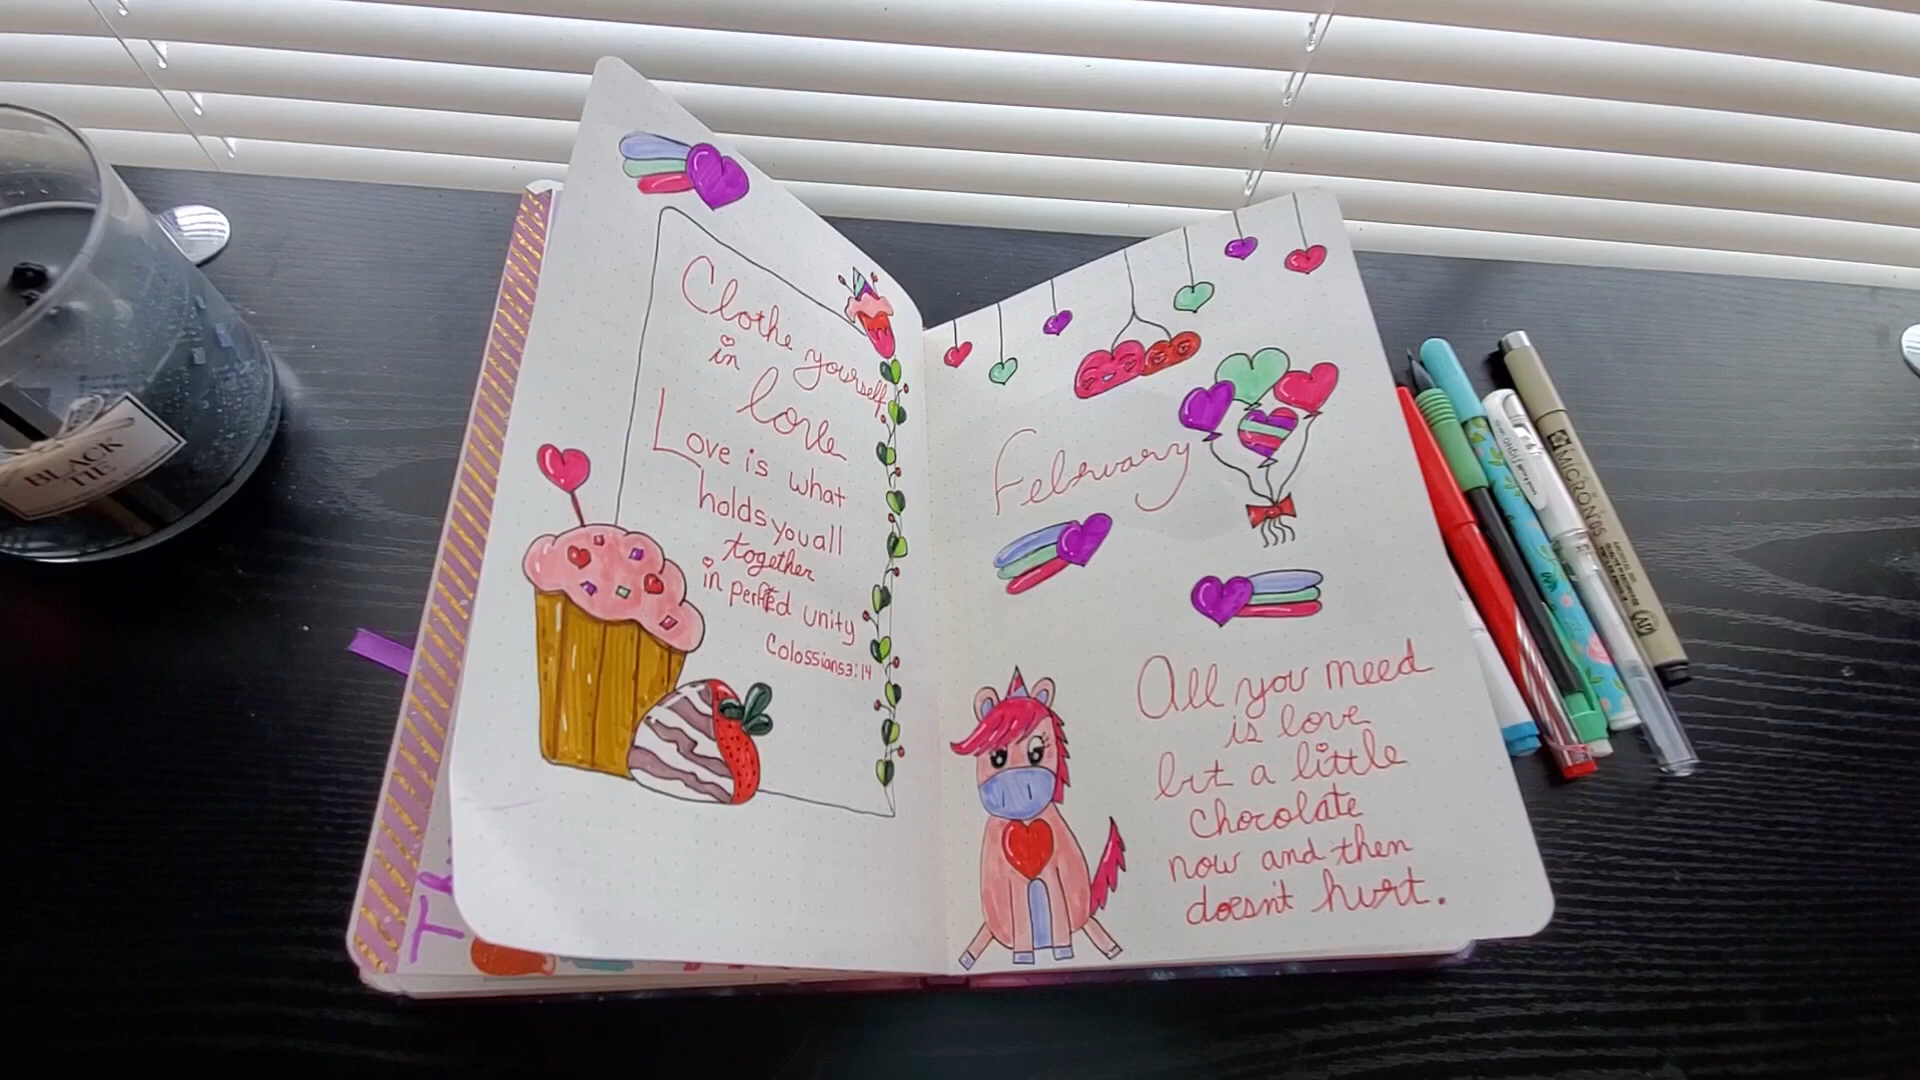 Clothe yourself
in
love
Love is what
holds you all
together
in perfect unity
Colossians 3:14
February
All you need
is love
but a little
chocolate
now and then
doesn't hurt.
BLACK
TIE
MICRON 05